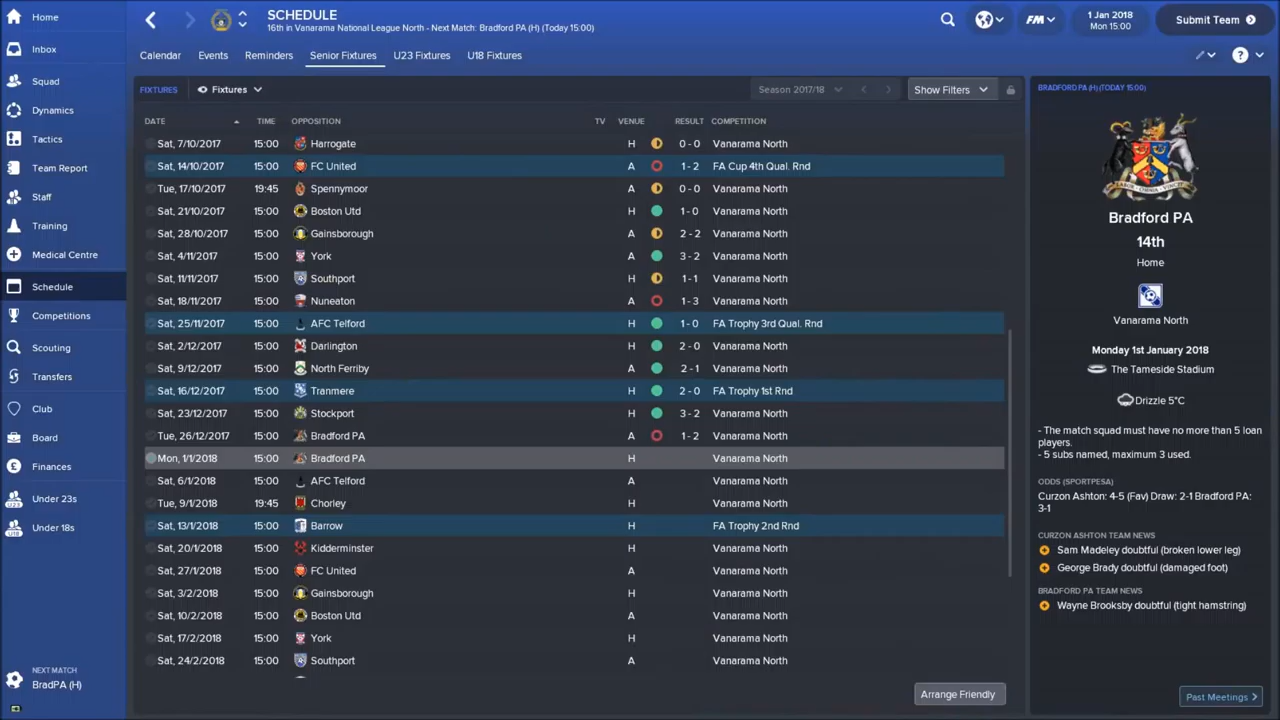 Home
Inbox
Squad
Dynamics
Tactics
Team Report
Staff
Training
Medical Centre
Schedule
Competitions
Scouting
Transfers
Club
Board
Finances
Under 23s
Under 18s
NEXT MATCH
BradPA (H)
SCHEDULE
16th in Vanarama National League North - Next Match: Bradford PA (H) (Today 15:00)
FM
1 Jan 2018
Mon 15:00
Submit Team
Calendar Events Reminders Senior Fixtures U23 Fixtures U18 Fixtures
?
FIXTURES Fixtures Season 2017/18 Show Filters
DATE TIME OPPOSITION TV VENUE RESULT COMPETITION
Sat, 7/10/2017 15:00 Harrogate H 0 - 0 Vanarama North
Sat, 14/10/2017 15:00 FC United A 1 - 2 FA Cup 4th Qual. Rnd
Tue, 17/10/2017 19:45 Spennymoor A 0 - 0 Vanarama North
Sat, 21/10/2017 15:00 Boston Utd H 1 - 0 Vanarama North
Sat, 28/10/2017 15:00 Gainsborough A 2 - 2 Vanarama North
Sat, 4/11/2017 15:00 York A 3 - 2 Vanarama North
Sat, 11/11/2017 15:00 Southport H 1 - 1 Vanarama North
Sat, 18/11/2017 15:00 Nuneaton A 1 - 3 Vanarama North
Sat, 25/11/2017 15:00 AFC Telford H 1 - 0 FA Trophy 3rd Qual. Rnd
Sat, 2/12/2017 15:00 Darlington H 2 - 0 Vanarama North
Sat, 9/12/2017 15:00 North Ferriby A 2 - 1 Vanarama North
Sat, 16/12/2017 15:00 Tranmere H 2 - 0 FA Trophy 1st Rnd
Sat, 23/12/2017 15:00 Stockport H 3 - 2 Vanarama North
Tue, 26/12/2017 15:00 Bradford PA A 1 - 2 Vanarama North
Mon, 1/1/2018 15:00 Bradford PA H Vanarama North
Sat, 6/1/2018 15:00 AFC Telford A Vanarama North
Tue, 9/1/2018 19:45 Chorley H Vanarama North
Sat, 13/1/2018 15:00 Barrow H FA Trophy 2nd Rnd
Sat, 20/1/2018 15:00 Kidderminster H Vanarama North
Sat, 27/1/2018 15:00 FC United A Vanarama North
Sat, 3/2/2018 15:00 Gainsborough H Vanarama North
Sat, 10/2/2018 15:00 Boston Utd A Vanarama North
Sat, 17/2/2018 15:00 York H Vanarama North
Sat, 24/2/2018 15:00 Southport A Vanarama North
Arrange Friendly
BRADFORD PA (H) (TODAY 15:00)
Bradford PA
14th
Home
Vanarama North
Monday 1st January 2018
The Tameside Stadium
Drizzle 5°C
- The match squad must have no more than 5 loan
players.
- 5 subs named, maximum 3 used.
ODDS (SPORTPESA)
Curzon Ashton: 4-5 (Fav) Draw: 2-1 Bradford PA:
3-1
CURZON ASHTON TEAM NEWS
Sam Madeley doubtful (broken lower leg)
George Brady doubtful (damaged foot)
BRADFORD PA TEAM NEWS
Wayne Brooksby doubtful (tight hamstring)
Past Meetings